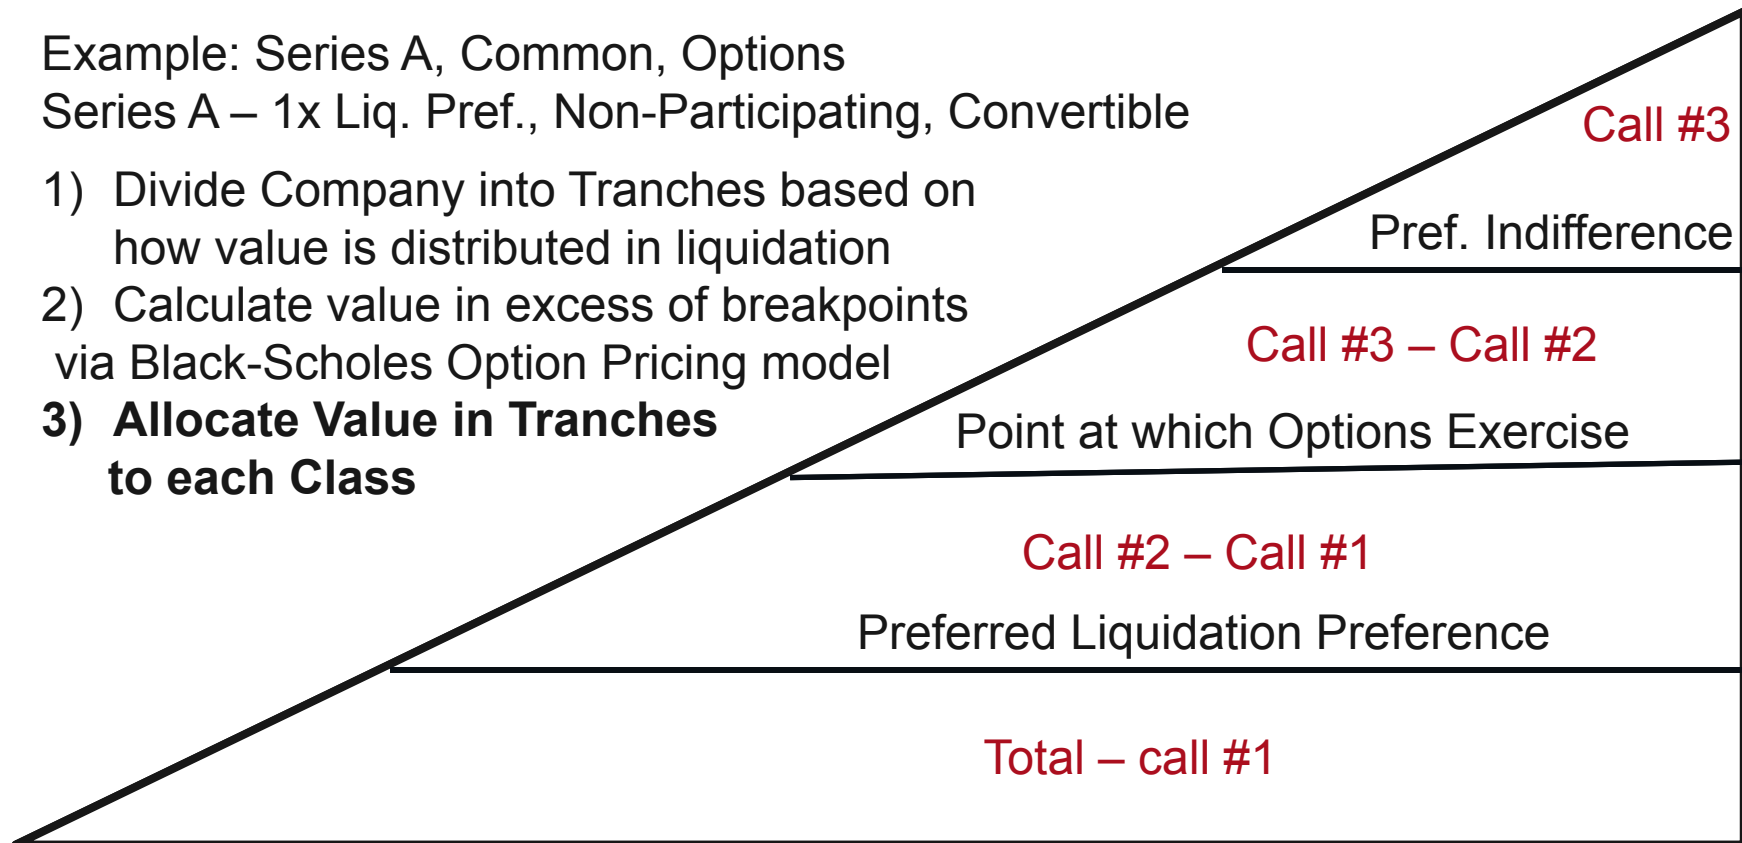 Example: Series A, Common, Options
Series A – 1x Liq. Pref., Non-Participating, Convertible
1) Divide Company into Tranches based on
how value is distributed in liquidation
2) Calculate value in excess of breakpoints
via Black-Scholes Option Pricing model
3) Allocate Value in Tranches
to each Class
Call #3
Pref. Indifference
Call #3 – Call #2
Point at which Options Exercise
Call #2 – Call #1
Preferred Liquidation Preference
Total – call #1